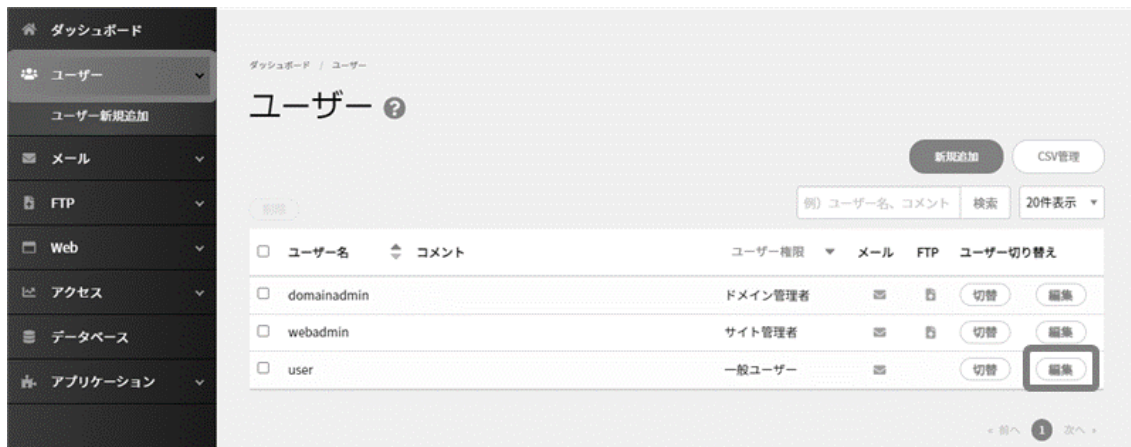 ダッシュボード
ユーザー
ユーザー新規追加
メール
FTP
Web
アクセス
データベース
アプリケーション
ダッシュボード / ユーザー
ユーザー ?
新規追加 CSV管理
削除 例）ユーザー名、コメント 検索 20件表示
ユーザー名 コメント ユーザー権限 メール FTP ユーザー切り替え
domainadmin ドメイン管理者 切替 編集
webadmin サイト管理者 切替 編集
user 一般ユーザー 切替 編集
« 前へ 1 次へ »